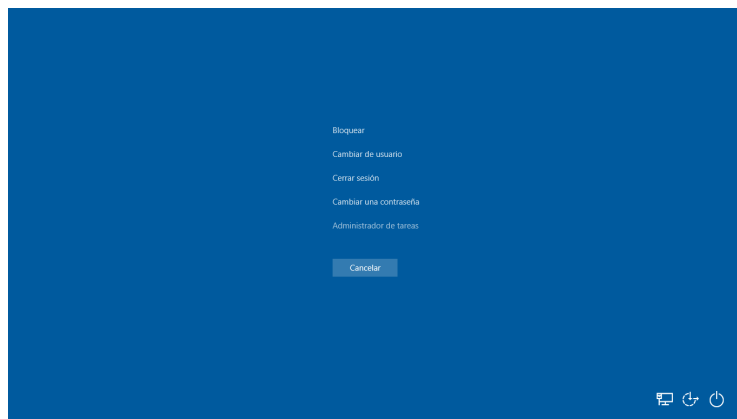 Bloquear
Cambiar de usuario
Cerrar sesión
Cambiar una contraseña
Administrador de tareas
Cancelar